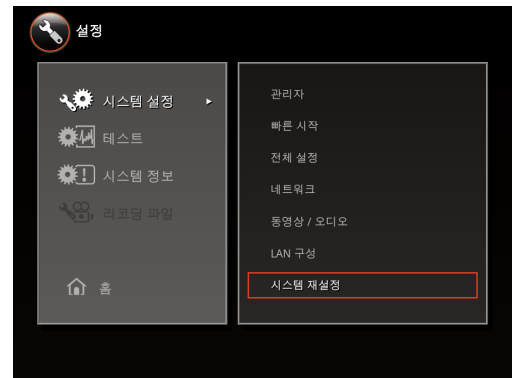 설정
시스템 설정
테스트
시스템 정보
리코딩 파일
홈
관리자
빠른 시작
전체 설정
네트워크
동영상 / 오디오
LAN 구성
시스템 재설정